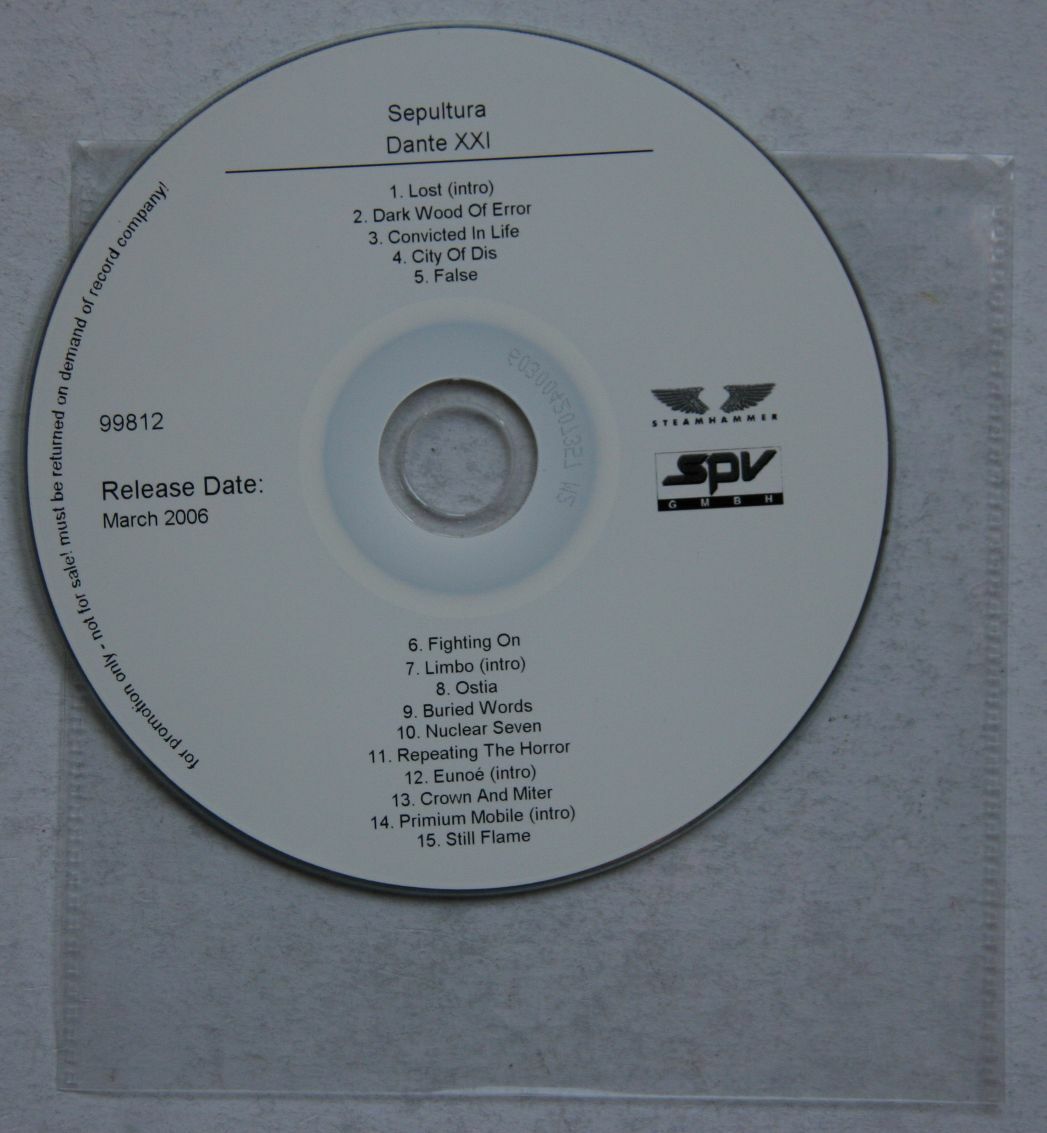 Sepultura
Dante XXI
1. Lost (intro)
2. Dark Wood Of Error
3. Convicted In Life
4. City Of Dis
5. False
for promotion only - not for sale! must be returned on demand of record company!
99812
Release Date:
March 2006
STEAMHAMMER
SPV
GMBH
6. Fighting On
7. Limbo (intro)
8. Ostia
9. Buried Words
10. Nuclear Seven
11. Repeating The Horror
12. Eunoé (intro)
13. Crown And Miter
14. Primium Mobile (intro)
15. Still Flame